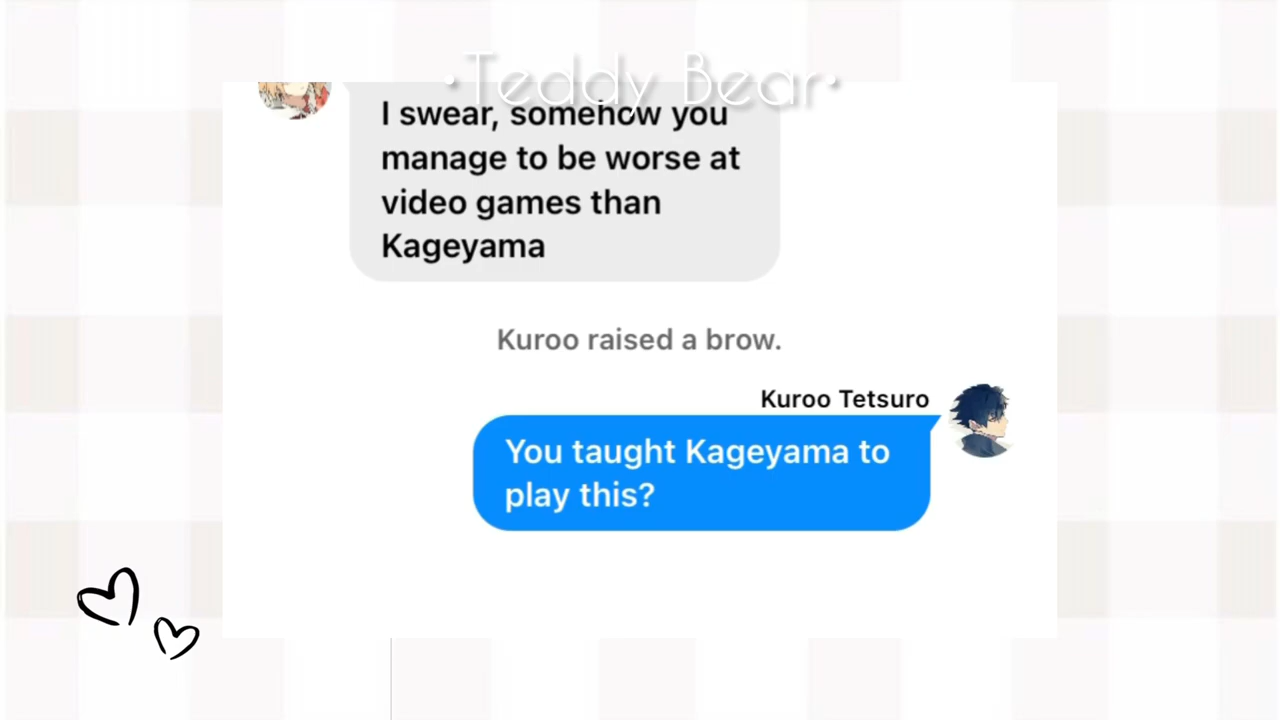 •Teddy Bear•
I swear, somehow you
manage to be worse at
video games than
Kageyama
Kuroo raised a brow.
Kuroo Tetsuro
You taught Kageyama to
play this?